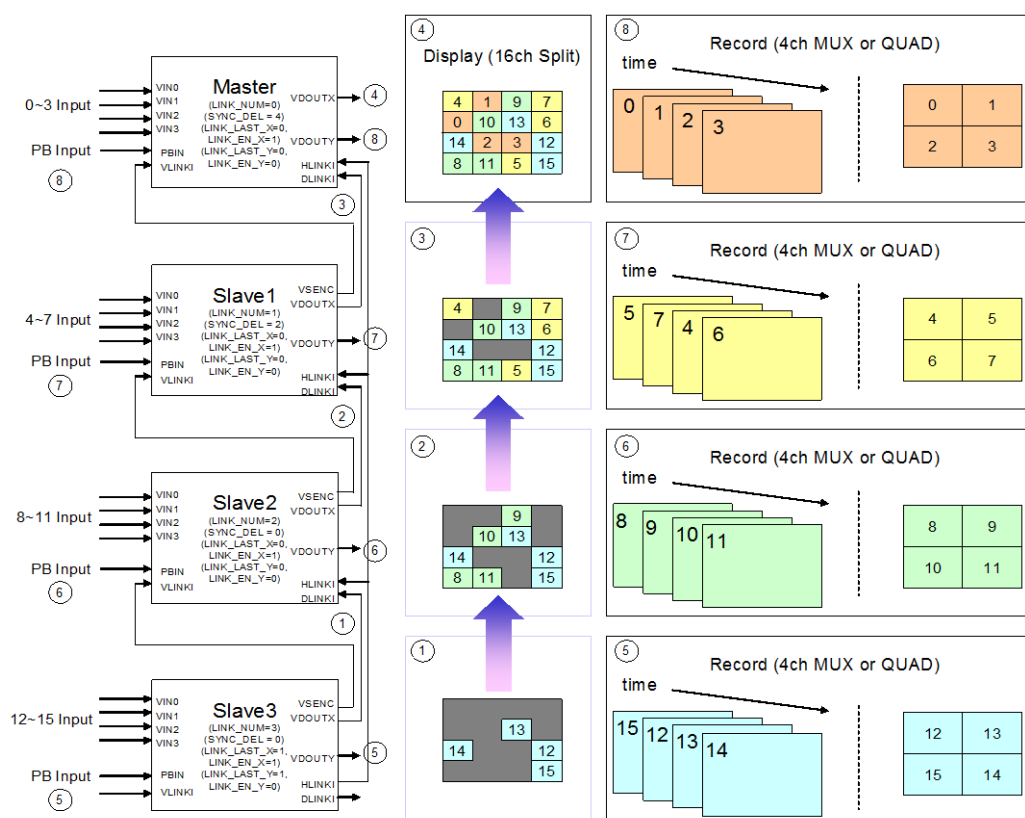 VIN0
VIN1
VIN2
VIN3
0~3 Input
PB Input
8
PBIN
VLINKI
Master
(LINK_NUM=0)
(SYNC_DEL = 4)
(LINK_LAST_X=0,
LINK_EN_X=1)
(LINK_LAST_Y=0,
LINK_EN_Y=0)
VDOUTX
4
VDOUTY
8
HLINKI
DLINKI
3
VIN0
VIN1
VIN2
VIN3
4~7 Input
PB Input
7
PBIN
VLINKI
Slave1
(LINK_NUM=1)
(SYNC_DEL = 2)
(LINK_LAST_X=0,
LINK_EN_X=1)
(LINK_LAST_Y=0,
LINK_EN_Y=0)
VSENC
VDOUTX
VDOUTY
7
HLINKI
DLINKI
2
VIN0
VIN1
VIN2
VIN3
8~11 Input
PB Input
6
PBIN
VLINKI
Slave2
(LINK_NUM=2)
(SYNC_DEL = 0)
(LINK_LAST_X=0,
LINK_EN_X=1)
(LINK_LAST_Y=0,
LINK_EN_Y=0)
VSENC
VDOUTX
VDOUTY
6
HLINKI
DLINKI
1
VIN0
VIN1
VIN2
VIN3
12~15 Input
PB Input
5
PBIN
VLINKI
Slave3
(LINK_NUM=3)
(SYNC_DEL = 0)
(LINK_LAST_X=1,
LINK_EN_X=1)
(LINK_LAST_Y=1,
LINK_EN_Y=0)
VSENC
VDOUTX
VDOUTY
5
HLINKI
DLINKI
4
Display (16ch Split)
4 1 9 7
0 10 13 6
14 2 3 12
8 11 5 15
3
4 9 7
10 13 6
14 12
8 11 5 15
2
9
10 13
14 12
8 11 15
1
13
14 12
15
8
Record (4ch MUX or QUAD)
time
0 1 2 3
0 1
2 3
7
Record (4ch MUX or QUAD)
time
5 7 4 6
4 5
6 7
6
Record (4ch MUX or QUAD)
time
8 9 10 11
8 9
10 11
5
Record (4ch MUX or QUAD)
time
15 12 13 14
12 13
15 14